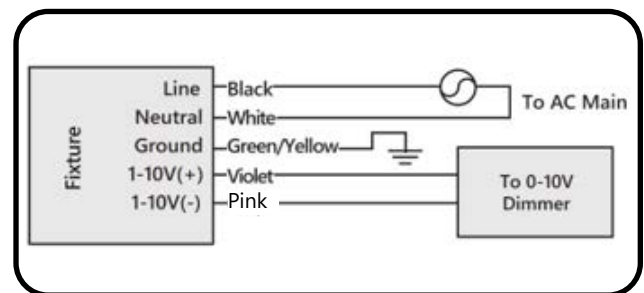 Fixture
Line Black
Neutral White
Ground Green/Yellow
1-10V(+) Violet
1-10V(-) Pink
To AC Main
To 0-10V
Dimmer